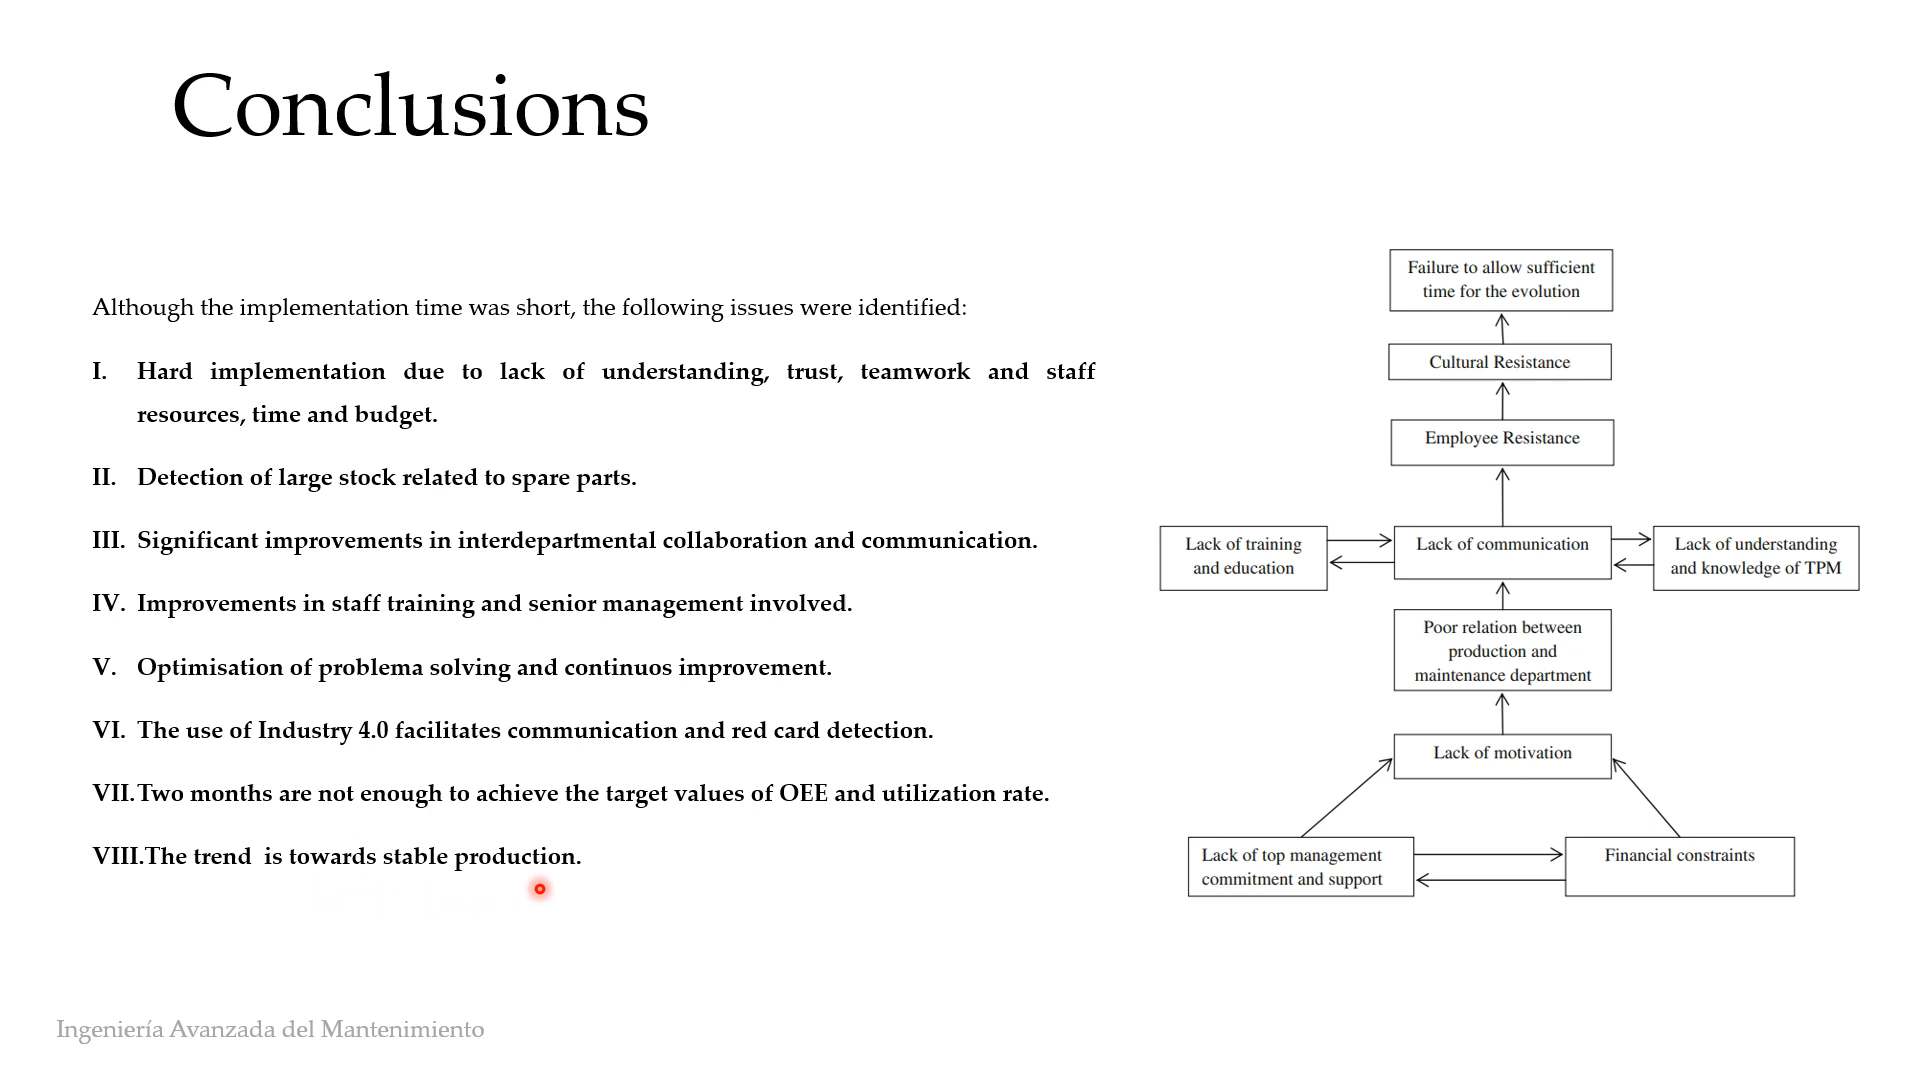 Conclusions
Although the implementation time was short, the following issues were identified:
I. Hard implementation due to lack of understanding, trust, teamwork and staff
resources, time and budget.
II. Detection of large stock related to spare parts.
III. Significant improvements in interdepartmental collaboration and communication.
IV. Improvements in staff training and senior management involved.
V. Optimisation of problema solving and continuos improvement.
VI. The use of Industry 4.0 facilitates communication and red card detection.
VII. Two months are not enough to achieve the target values of OEE and utilization rate.
VIII. The trend is towards stable production.
Failure to allow sufficient
time for the evolution
Cultural Resistance
Employee Resistance
Lack of training
and education
Lack of communication
Lack of understanding
and knowledge of TPM
Poor relation between
production and
maintenance department
Lack of motivation
Lack of top management
commitment and support
Financial constraints
Ingeniería Avanzada del Mantenimiento